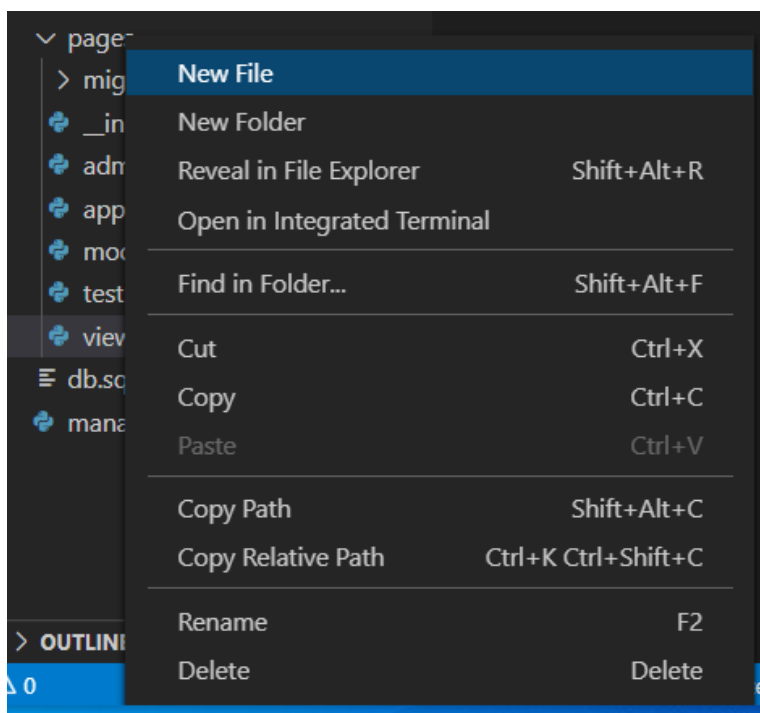 pages
mig
__in
adm
app
mod
test
view
db.sq
mana
OUTLINE
0
New File
New Folder
Reveal in File Explorer Shift+Alt+R
Open in Integrated Terminal
Find in Folder... Shift+Alt+F
Cut Ctrl+X
Copy Ctrl+C
Paste Ctrl+V
Copy Path Shift+Alt+C
Copy Relative Path Ctrl+K Ctrl+Shift+C
Rename F2
Delete Delete